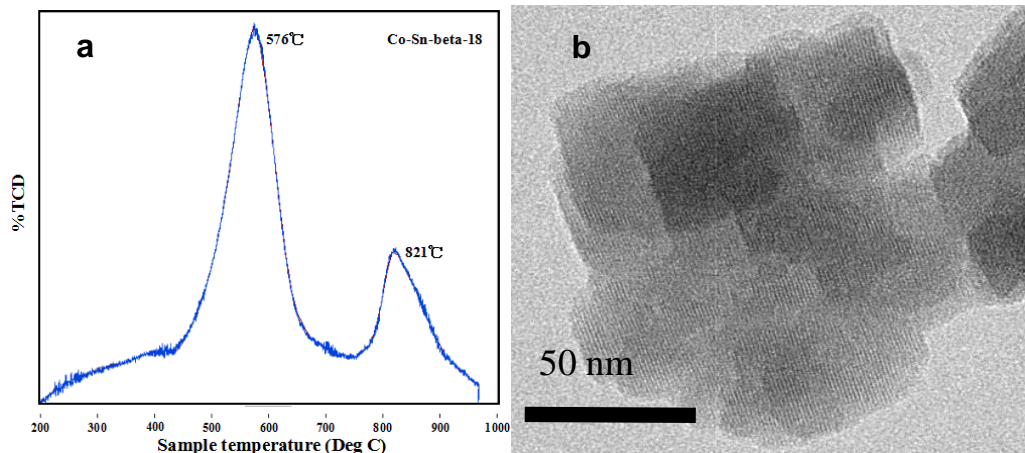 a
576℃
Co-Sn-beta-18
821℃
%TCD
200 300 400 500 600 700 800 900 1000
Sample temperature (Deg C)
b
50 nm